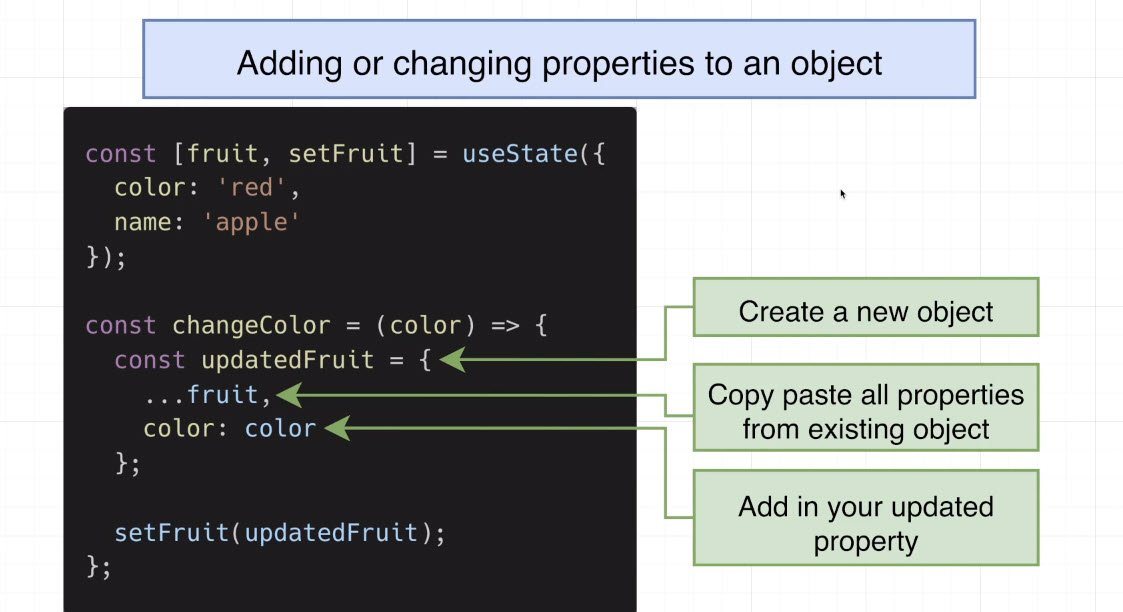 Adding or changing properties to an object
const [fruit, setFruit] = useState({
  color: 'red',
  name: 'apple'
});
const changeColor = (color) => {
  const updatedFruit = {
    ...fruit,
    color: color
  };
  setFruit(updatedFruit);
};
Create a new object
Copy paste all properties
from existing object
Add in your updated
property